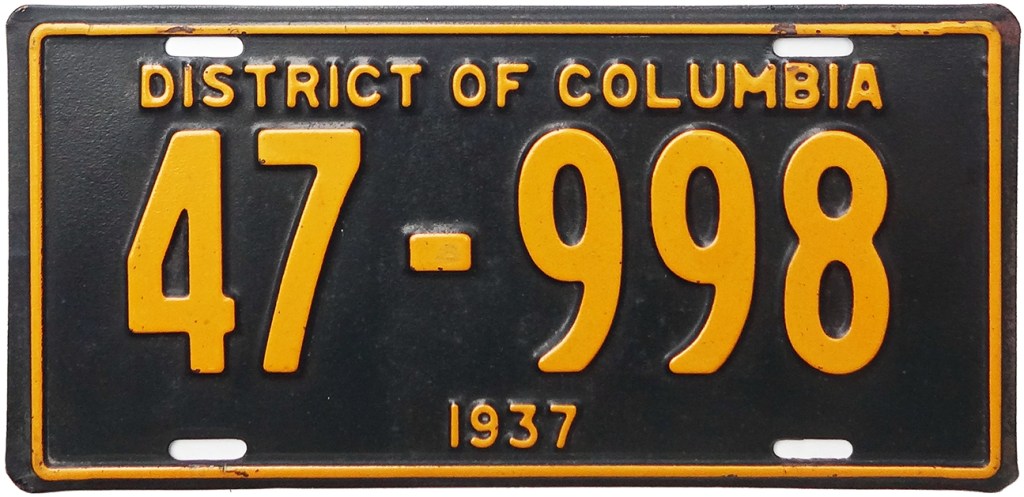 DISTRICT OF COLUMBIA
47-998
1937